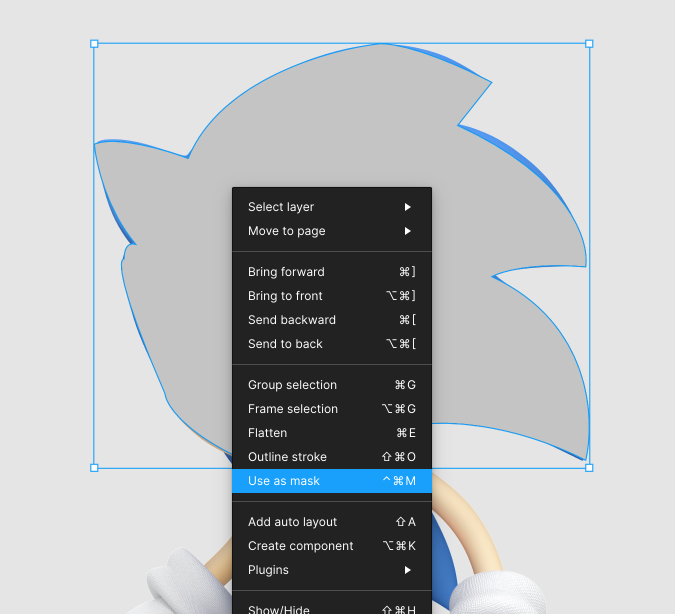 Select layer ▶
Move to page ▶
Bring forward ⌘]
Bring to front ⌥⌘]
Send backward ⌘[
Send to back ⌥⌘[
Group selection ⌘G
Frame selection ⌥⌘G
Flatten ⌘E
Outline stroke ⇧⌘O
Use as mask ^⌘M
Add auto layout ⇧A
Create component ⌥⌘K
Plugins ▶
Show/Hide ⇧⌘H